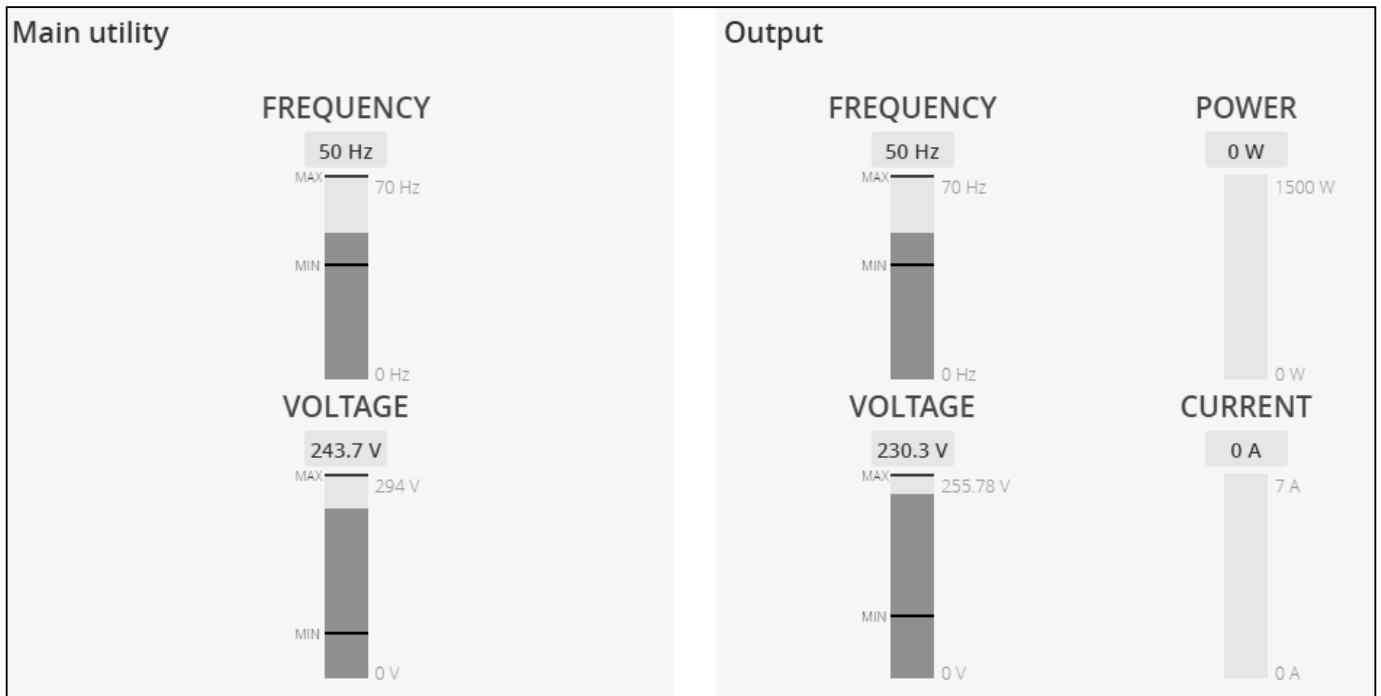 Main utility
FREQUENCY
50 Hz
MAX
70 Hz
MIN
0 Hz
VOLTAGE
243.7 V
MAX
294 V
MIN
0 V
Output
FREQUENCY
50 Hz
MAX
70 Hz
MIN
0 Hz
VOLTAGE
230.3 V
MAX
255.78 V
MIN
0 V
POWER
0 W
1500 W
0 W
CURRENT
0 A
7 A
0 A